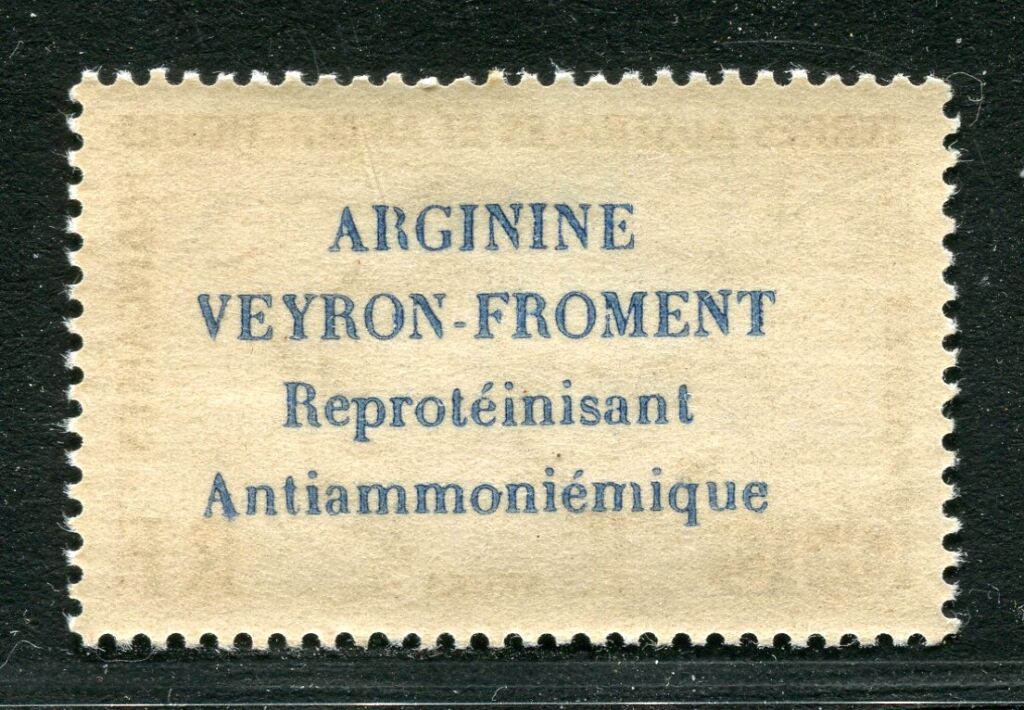 ARGININE
VEYRON-FROMENT
Reprotéinisant
Antiammoniémique